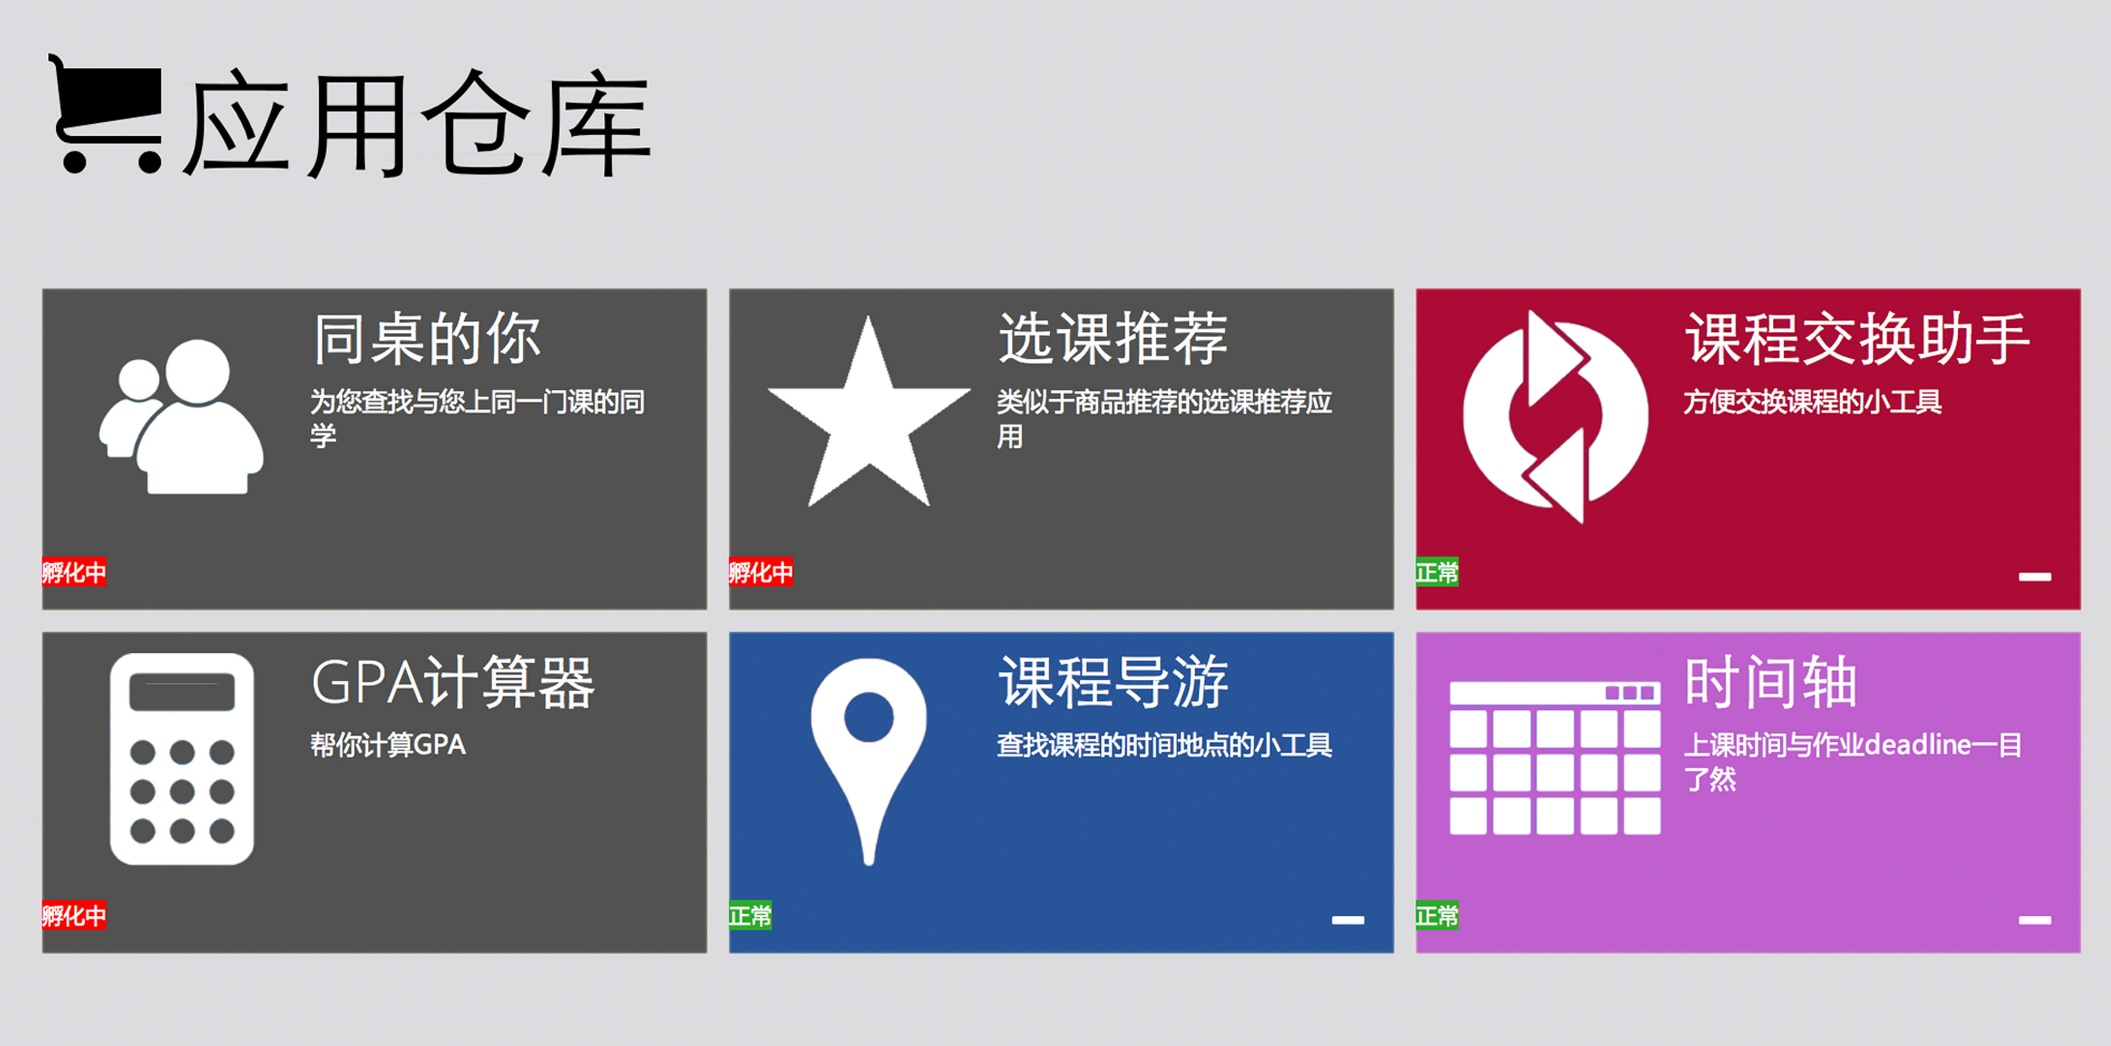 应用仓库
同桌的你
为您查找与您上同一门课的同
学
孵化中
选课推荐
类似于商品推荐的选课推荐应
用
孵化中
课程交换助手
方便交换课程的小工具
正常
GPA计算器
帮你计算GPA
孵化中
课程导游
查找课程的时间地点的小工具
正常
时间轴
上课时间与作业deadline一目
了然
正常